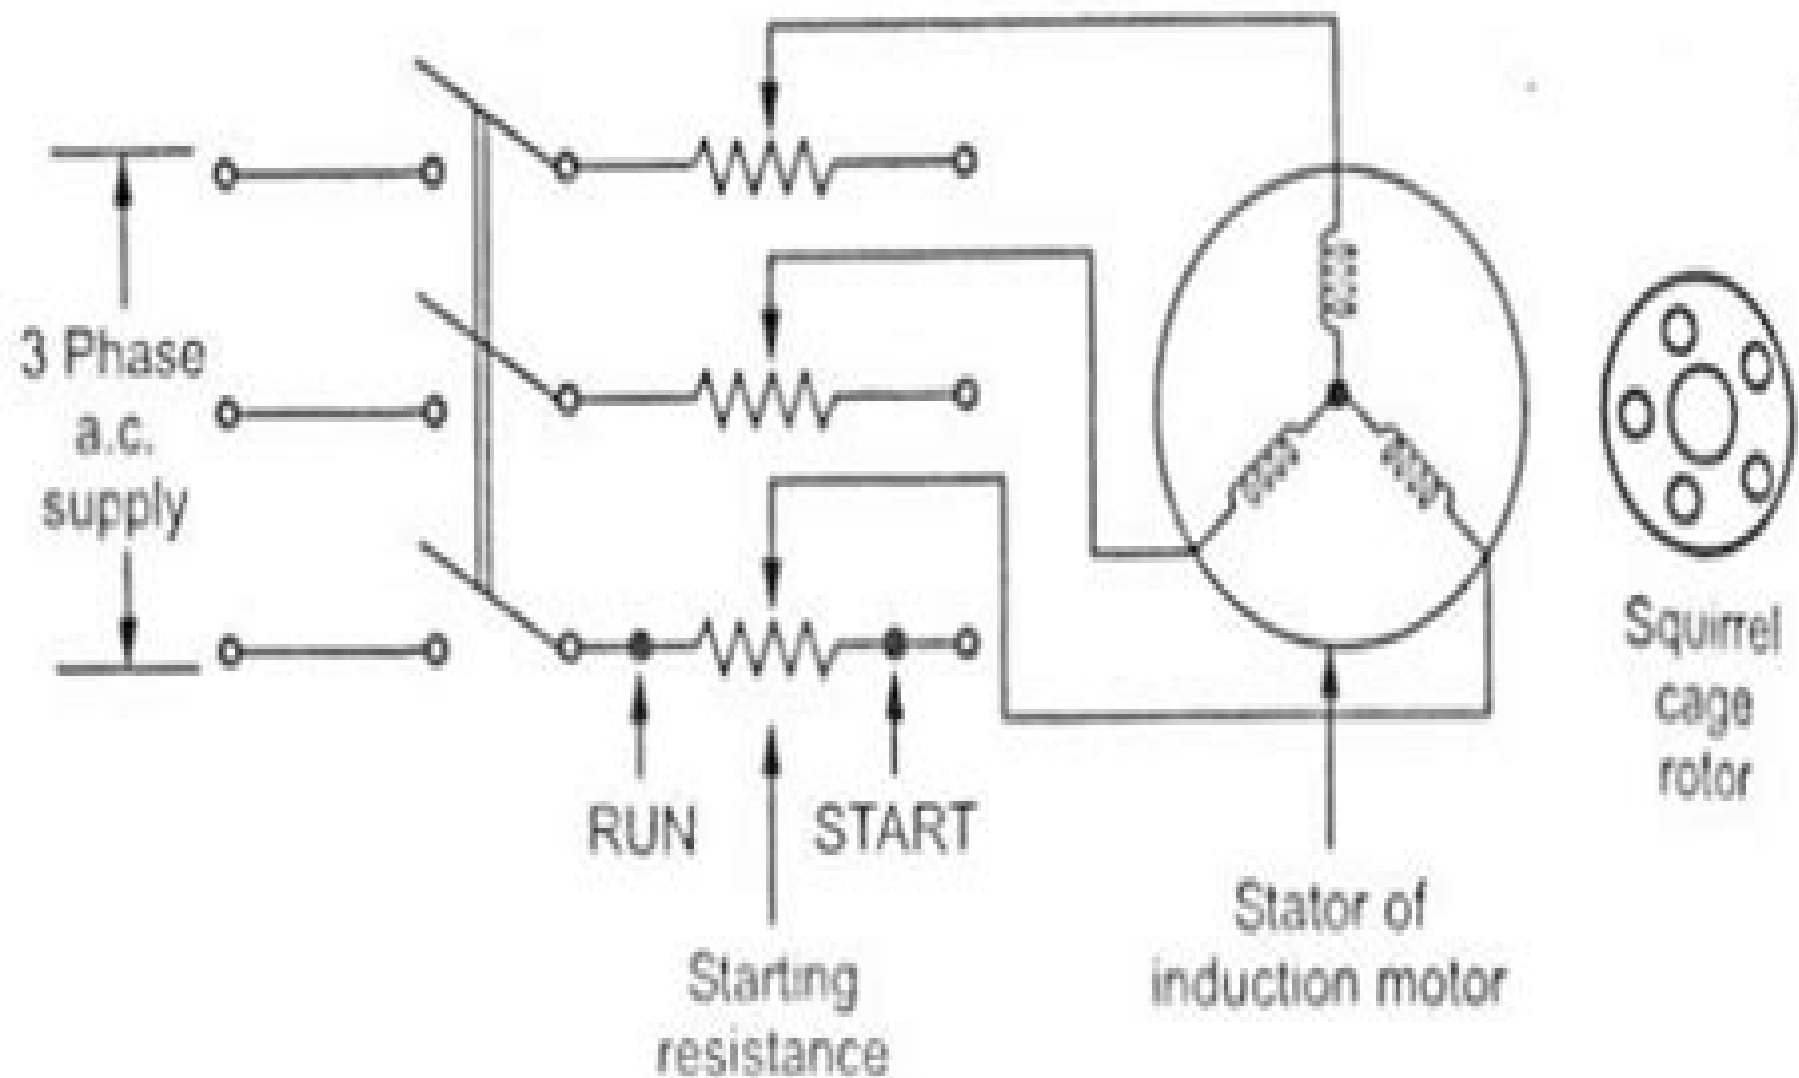 3 Phase
a.c.
supply
RUN
START
Starting
resistance
Stator of
induction motor
Squirrel
cage
rotor